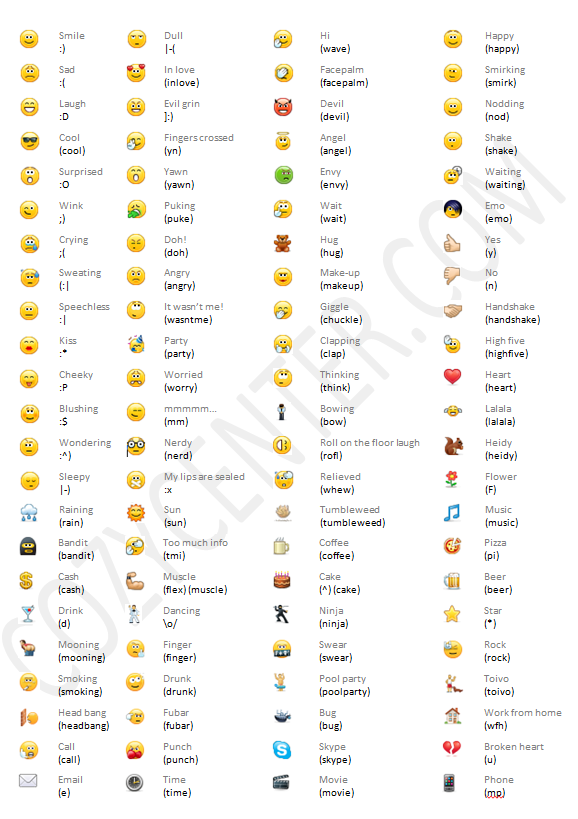 Smile
:)
Sad
:(
Laugh
:D
Cool
(cool)
Surprised
:O
Wink
;)
Crying
;(
Sweating
(:|
Speechless
:|
Kiss
:*
Cheeky
:P
Blushing
:$
Wondering
:^)
Sleepy
|-)
Raining
(rain)
Bandit
(bandit)
Cash
(cash)
Drink
(d)
Mooning
(mooning)
Smoking
(smoking)
Head bang
(headbang)
Call
(call)
Email
(e)
Dull
|-(
In love
(inlove)
Evil grin
]:)
Fingers crossed
(yn)
Yawn
(yawn)
Puking
(puke)
Doh!
(doh)
Angry
(angry)
It wasn't me!
(wasntme)
Party
(party)
Worried
(worry)
mmmmm...
(mm)
Nerdy
(nerd)
My lips are sealed
:x
Sun
(sun)
Too much info
(tmi)
Muscle
(flex) (muscle)
Dancing
\o/
Finger
(finger)
Drunk
(drunk)
Fubar
(fubar)
Punch
(punch)
Time
(time)
Hi
(wave)
Facepalm
(facepalm)
Devil
(devil)
Angel
(angel)
Envy
(envy)
Wait
(wait)
Hug
(hug)
Make-up
(makeup)
Giggle
(chuckle)
Clapping
(clap)
Thinking
(think)
Bowing
(bow)
Roll on the floor laugh
(rofl)
Relieved
(whew)
Tumbleweed
(tumbleweed)
Coffee
(coffee)
Cake
(^) (cake)
Ninja
(ninja)
Swear
(swear)
Pool party
(poolparty)
Bug
(bug)
Skype
(skype)
Movie
(movie)
Happy
(happy)
Smirking
(smirk)
Nodding
(nod)
Shake
(shake)
Waiting
(waiting)
Emo
(emo)
Yes
(y)
No
(n)
Handshake
(handshake)
High five
(highfive)
Heart
(heart)
Lalala
(lalala)
Heidy
(heidy)
Flower
(F)
Music
(music)
Pizza
(pi)
Beer
(beer)
Star
(*)
Rock
(rock)
Toivo
(toivo)
Work from home
(wfh)
Broken heart
(u)
Phone
(mp)
COZYCENTER.COM